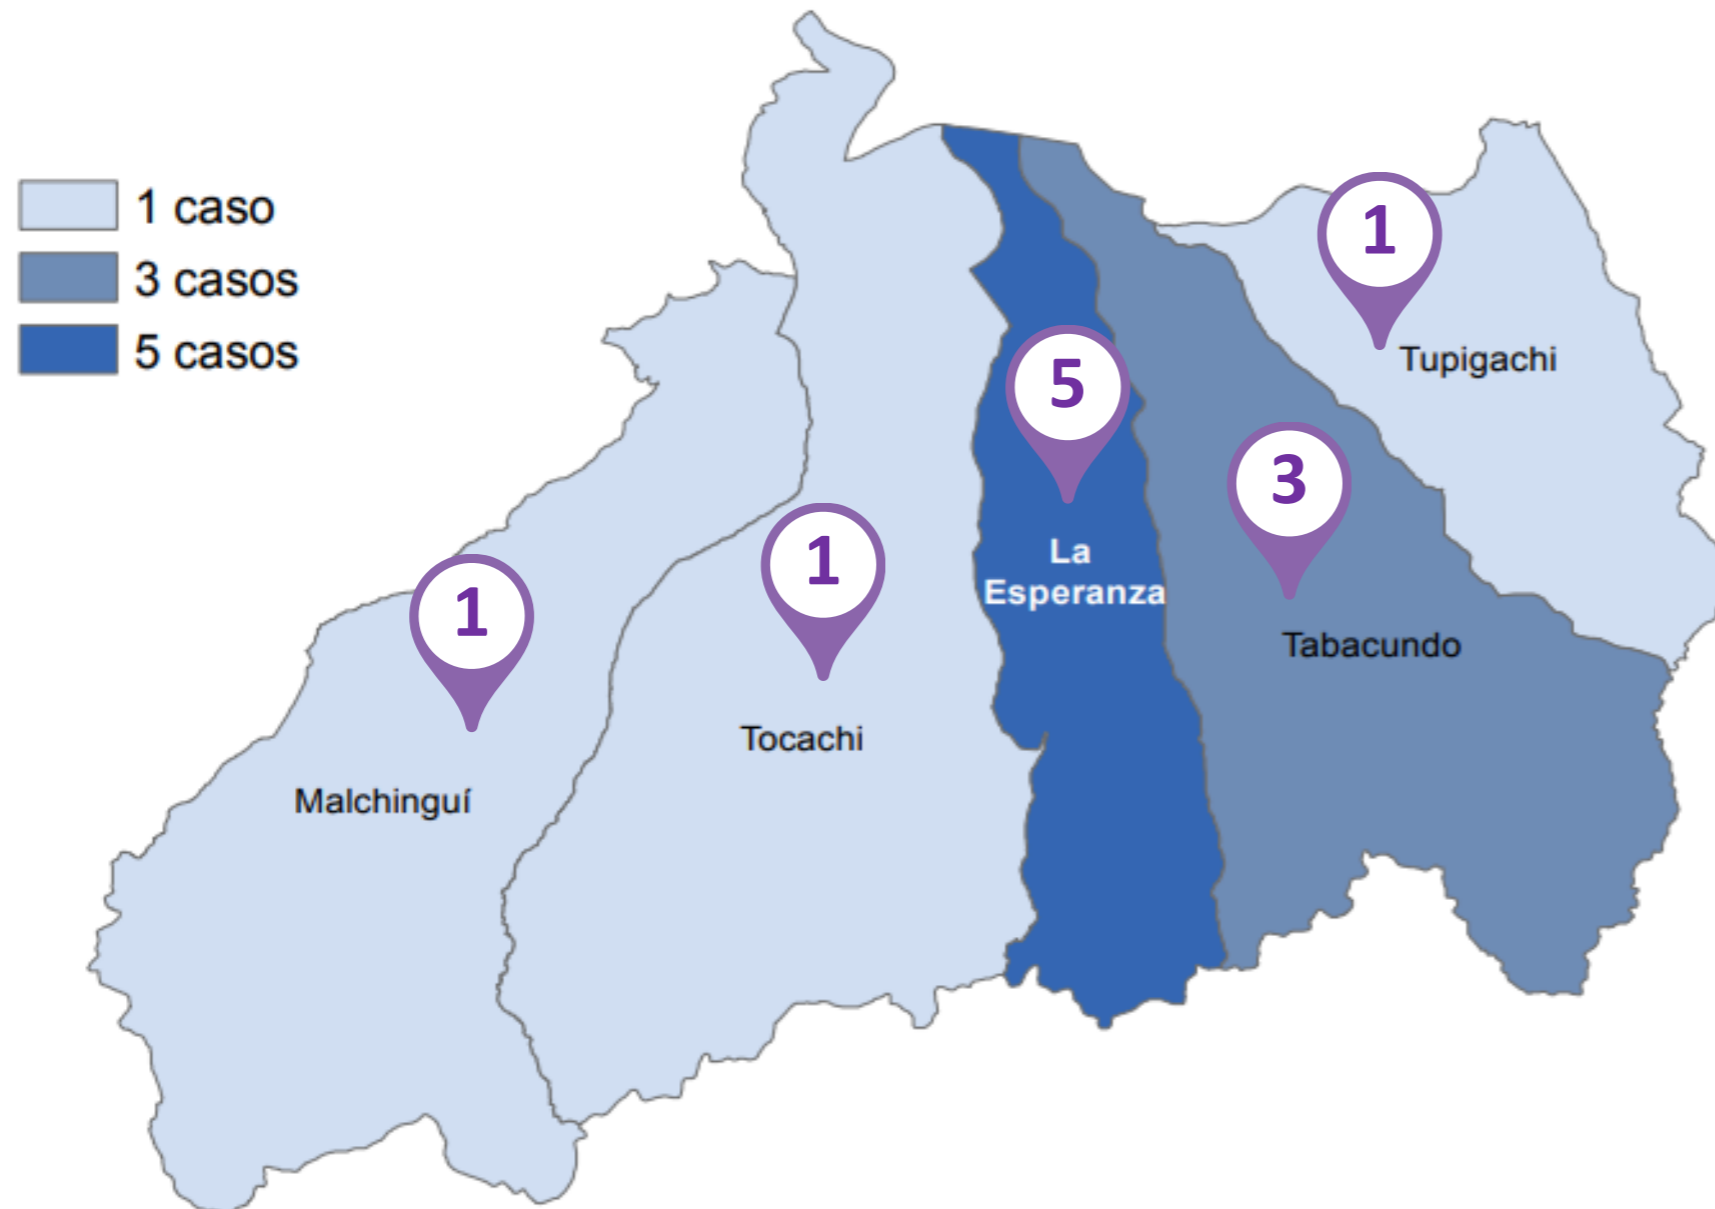 1 caso
3 casos
5 casos
1
Tupigachi
5
La
Esperanza
3
Tabacundo
1
Tocachi
1
Malchinguí